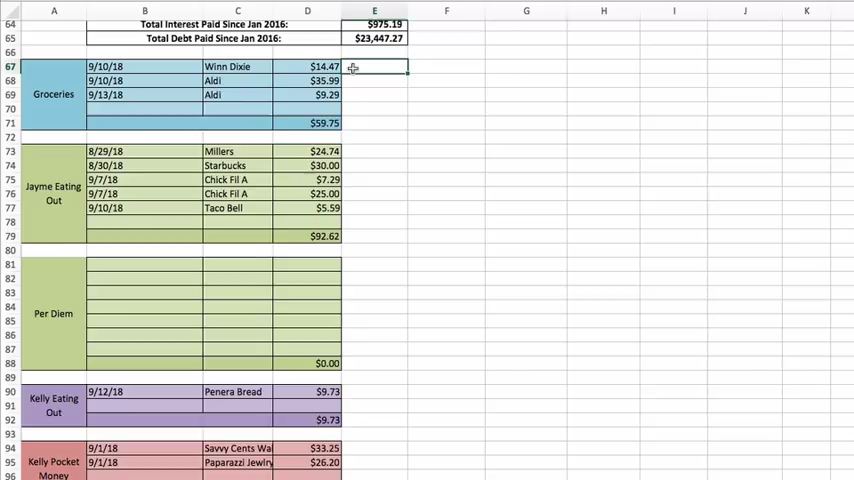 A B C D E F G H I J K
64 Total Interest Paid Since Jan 2016: $975.19
65 Total Debt Paid Since Jan 2016: $23,447.27
66
67 9/10/18 Winn Dixie $14.47
68 9/10/18 Aldi $35.99
Groceries
69 9/13/18 Aldi $9.29
70
71 $59.75
72
73 8/29/18 Millers $24.74
74 8/30/18 Starbucks $30.00
75 9/7/18 Chick Fil A $7.29
Jayme Eating
Out
76 9/7/18 Chick Fil A $25.00
77 9/10/18 Taco Bell $5.59
78
79 $92.62
80
81
82
83
84
Per Diem
85
86
87
88 $0.00
89
90 9/12/18 Penera Bread $9.73
Kelly Eating
Out
91
92 $9.73
93
94 9/1/18 Savvy Cents Wal $33.25
95 9/1/18 Paparazzi Jewlry $26.20
Kelly Pocket
Money
96